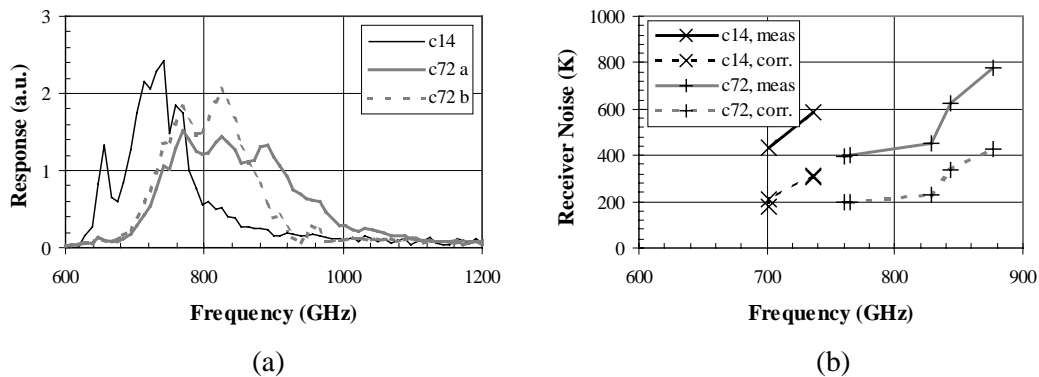 3
2
1
0
600
800
1000
1200
Response (a.u.)
Frequency (GHz)
c14
c72 a
c72 b
(a)
1000
800
600
400
200
0
600
700
800
900
Receiver Noise (K)
Frequency (GHz)
c14, meas
c14, corr.
c72, meas
c72, corr.
(b)